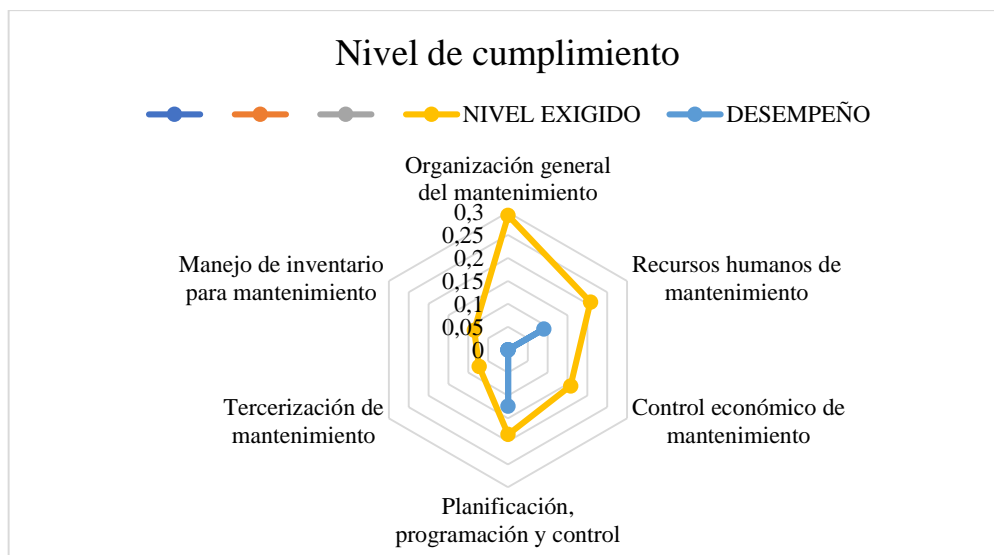 Nivel de cumplimiento
NIVEL EXIGIDO
DESEMPEÑO
Organización general
del mantenimiento
0,3
0,25
0,2
0,15
0,1
0,05
0
Recursos humanos de
mantenimiento
Control económico de
mantenimiento
Planificación,
programación y control
Tercerización de
mantenimiento
Manejo de inventario
para mantenimiento